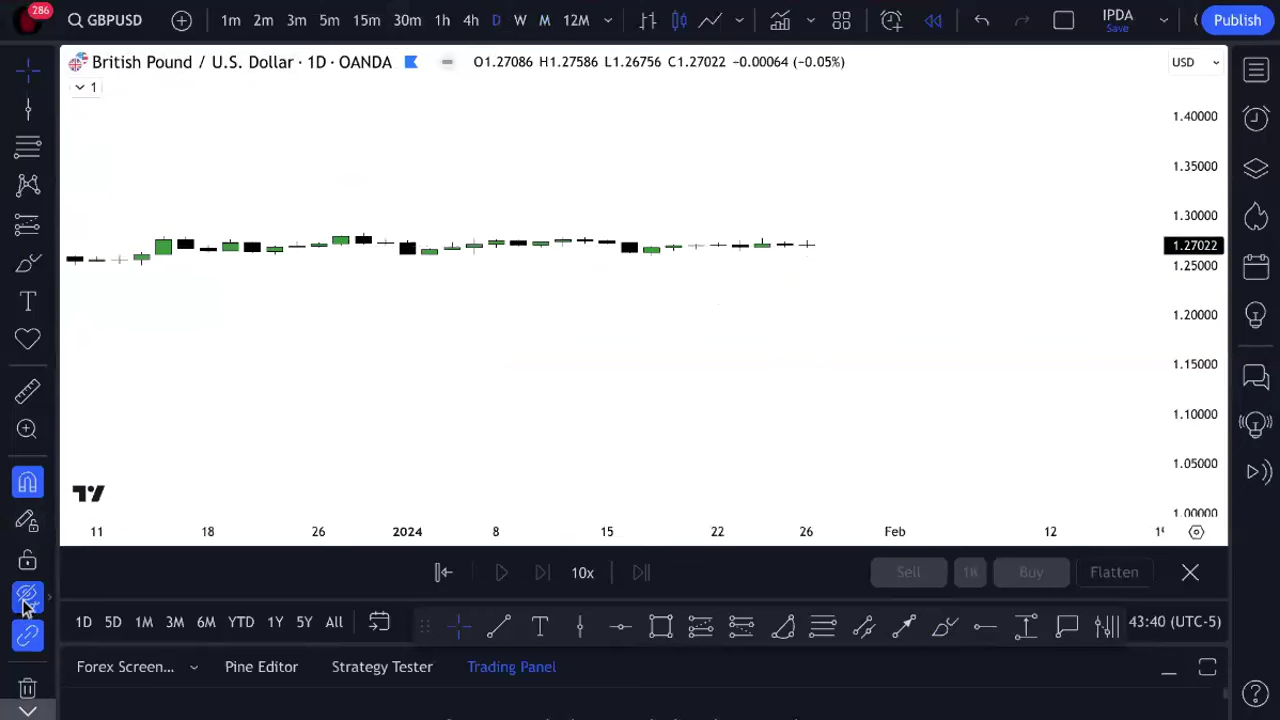 286
GBPUSD
1m 2m 3m 5m 15m 30m 1h 4h D W M 12M
IPDA
Save
Publish
British Pound / U.S. Dollar · 1D · OANDA
O1.27086 H1.27586 L1.26756 C1.27022 −0.00064 (−0.05%)
USD
1
1.40000
1.35000
1.30000
1.27022
1.25000
1.20000
1.15000
1.10000
1.05000
1.00000
11 18 26 2024 8 15 22 26 Feb 12
10x
Sell 1K Buy Flatten
1D 5D 1M 3M 6M YTD 1Y 5Y All
43:40 (UTC-5)
Forex Screen... Pine Editor Strategy Tester Trading Panel